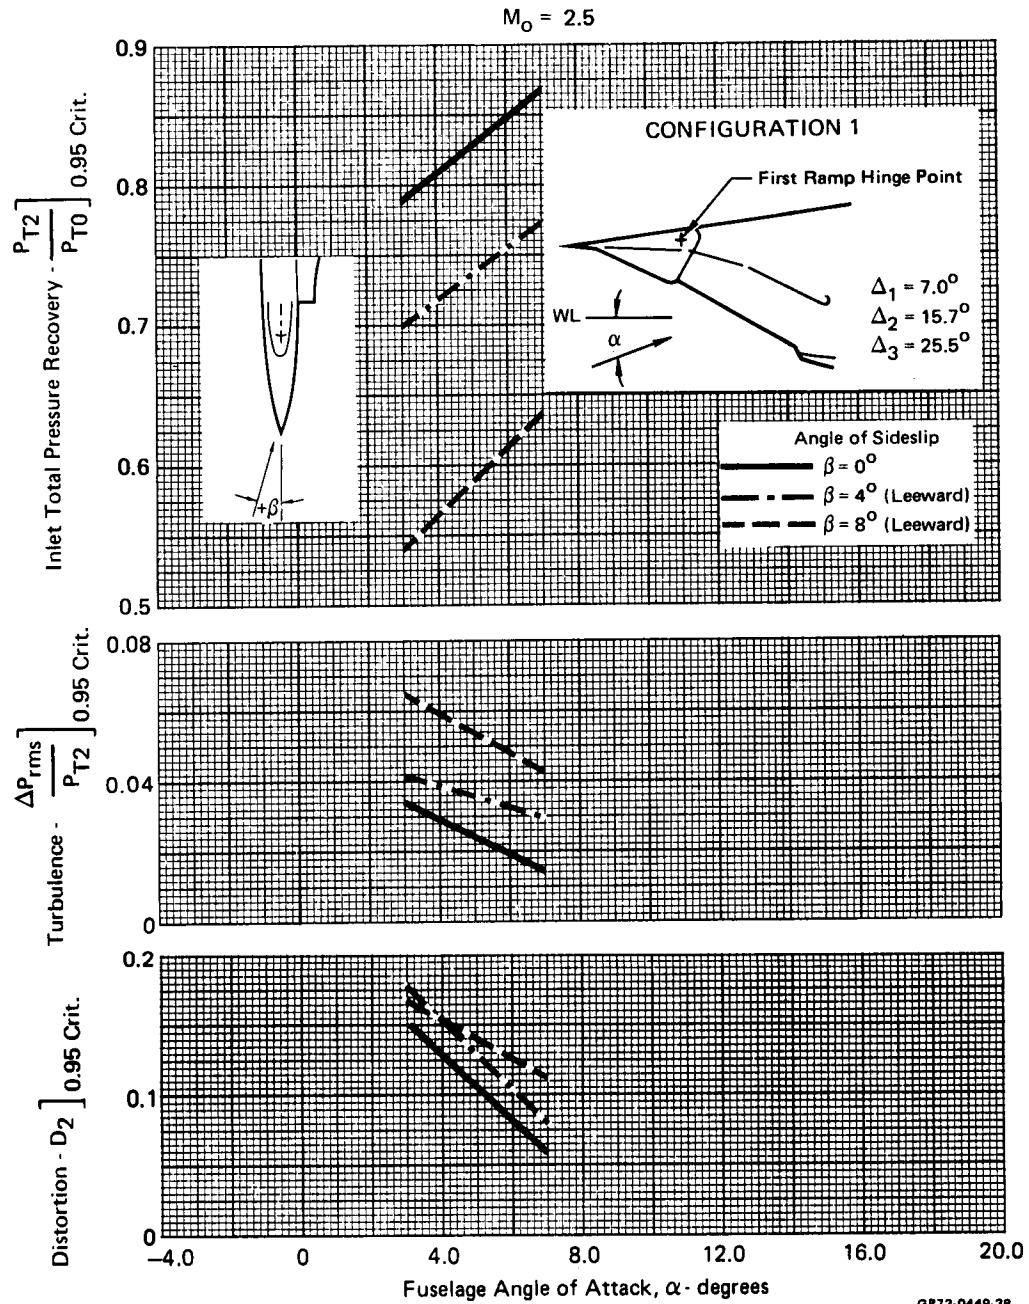 M₀ = 2.5
Inlet Total Pressure Recovery - P_T2 / P_T0 ] 0.95 Crit.
0.9
0.8
0.7
0.6
0.5
CONFIGURATION 1
First Ramp Hinge Point
WL
α
Δ₁ = 7.0°
Δ₂ = 15.7°
Δ₃ = 25.5°
+β
Angle of Sideslip
β = 0°
β = 4° (Leeward)
β = 8° (Leeward)
Turbulence - ΔP_rms / P_T2 ] 0.95 Crit.
0.08
0.04
0
Distortion - D₂ ] 0.95 Crit.
0.2
0.1
0
–4.0 0 4.0 8.0 12.0 16.0 20.0
Fuselage Angle of Attack, α - degrees